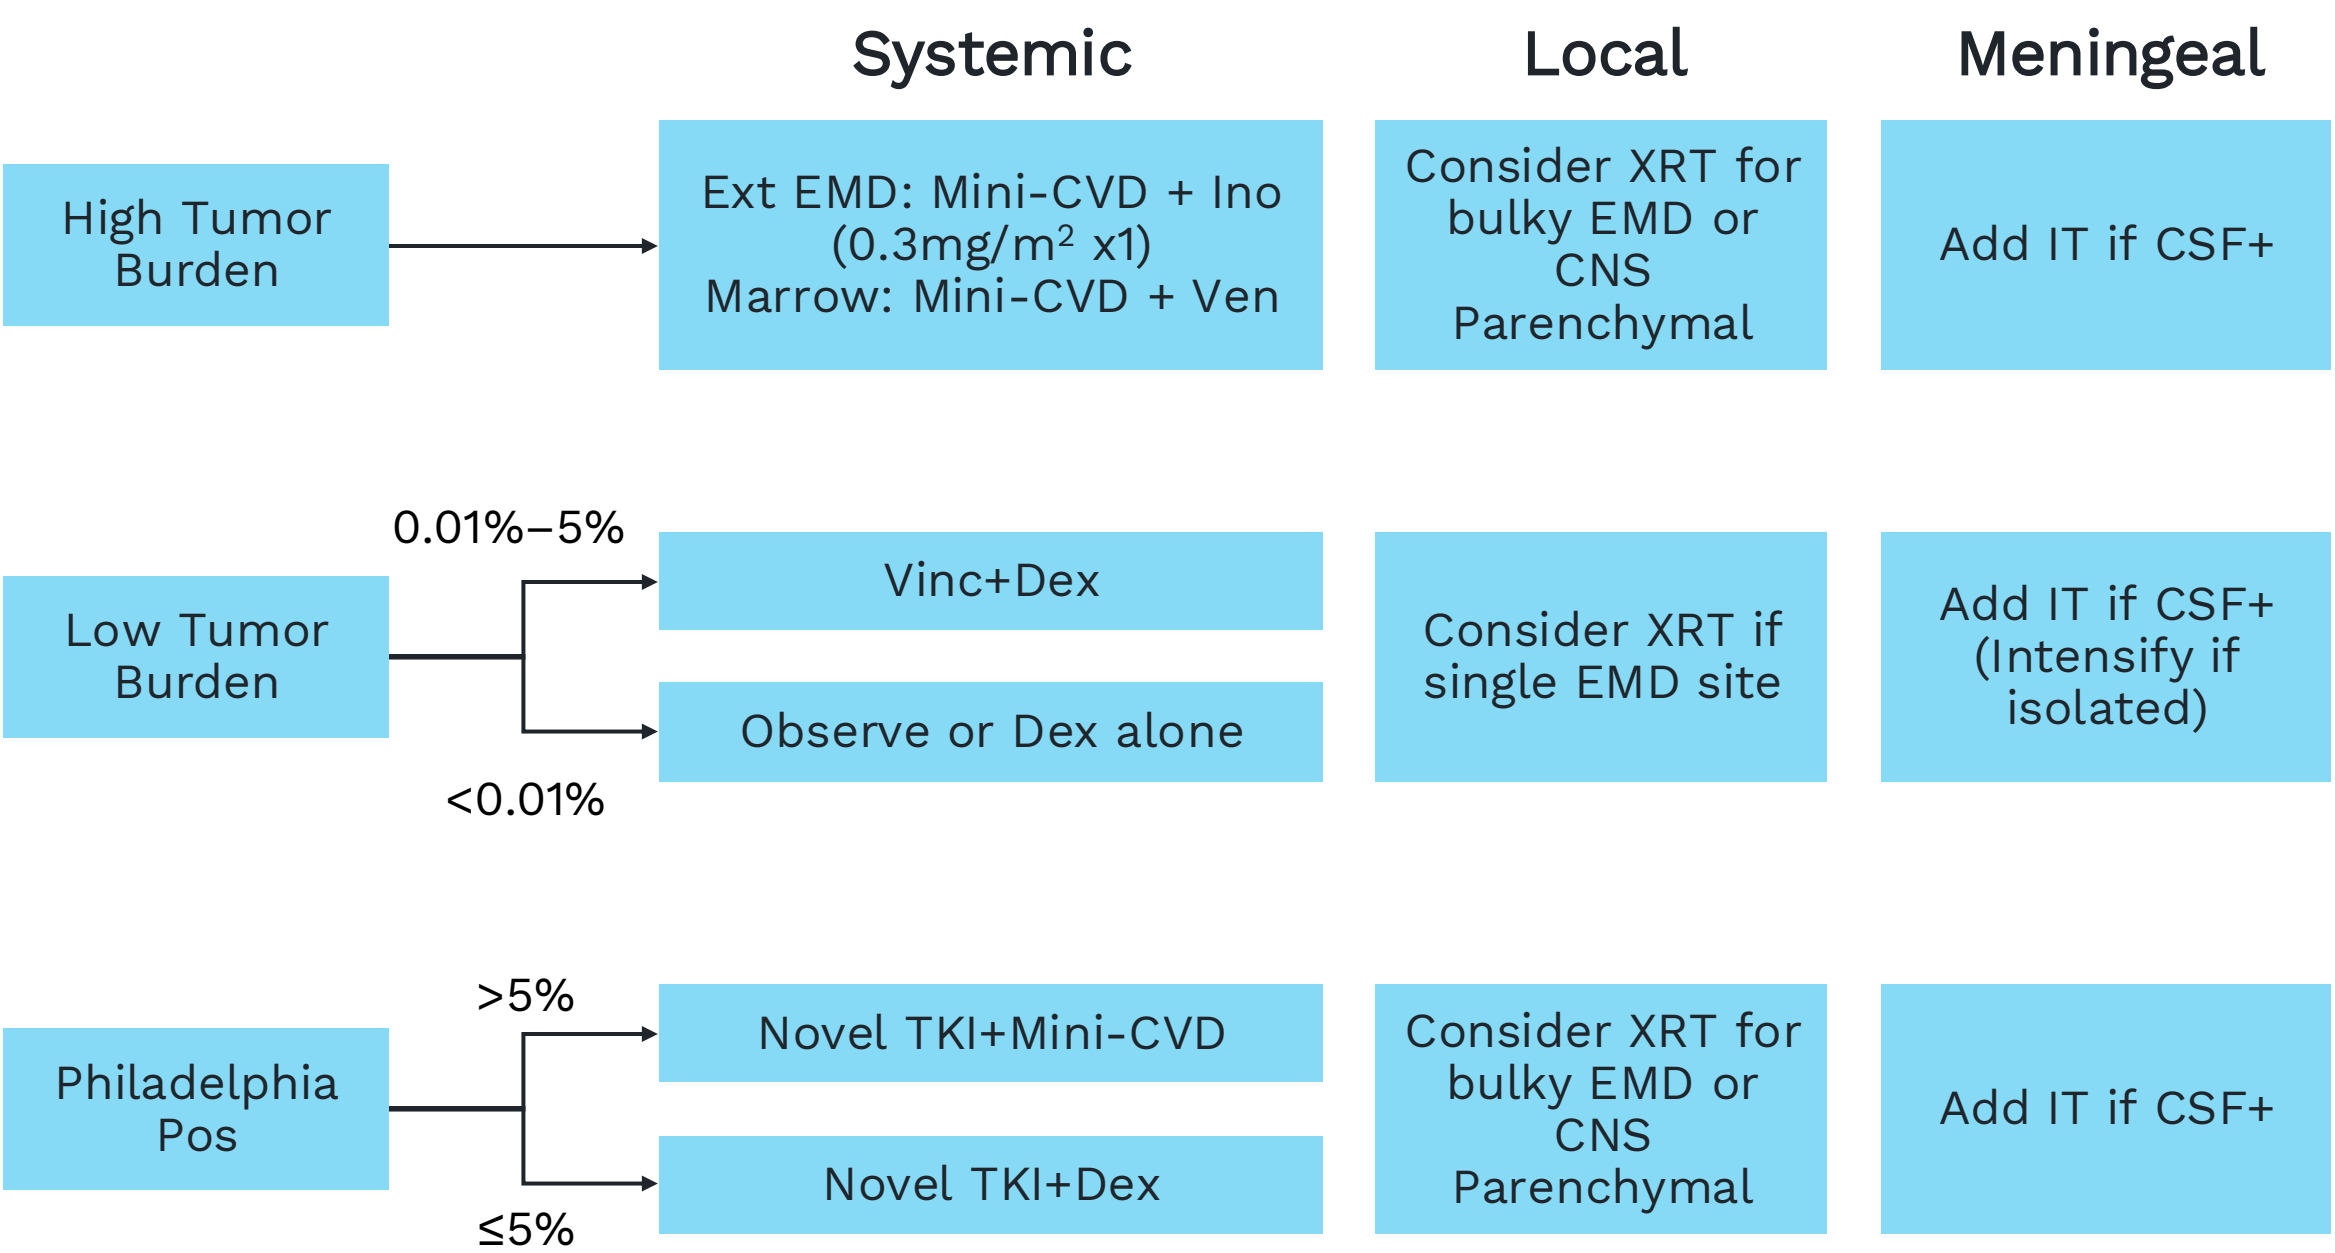 Systemic
Local
Meningeal
High Tumor
Burden
Ext EMD: Mini-CVD + Ino
(0.3mg/m² x1)
Marrow: Mini-CVD + Ven
Consider XRT for
bulky EMD or
CNS
Parenchymal
Add IT if CSF+
Low Tumor
Burden
0.01%–5%
<0.01%
Vinc+Dex
Observe or Dex alone
Consider XRT if
single EMD site
Add IT if CSF+
(Intensify if
isolated)
Philadelphia
Pos
>5%
≤5%
Novel TKI+Mini-CVD
Novel TKI+Dex
Consider XRT for
bulky EMD or
CNS
Parenchymal
Add IT if CSF+